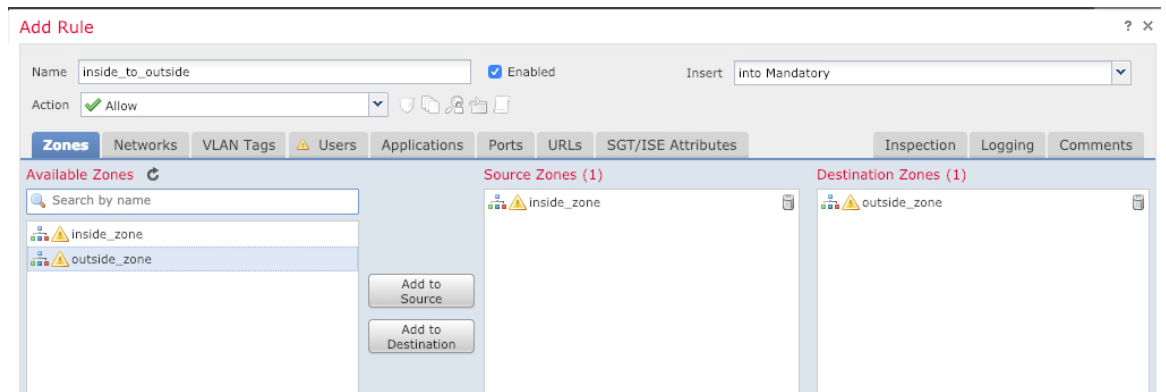 Add Rule ? ×
Name inside_to_outside Enabled Insert into Mandatory
Action Allow
Zones Networks VLAN Tags Users Applications Ports URLs SGT/ISE Attributes Inspection Logging Comments
Available Zones Source Zones (1) Destination Zones (1)
Search by name inside_zone outside_zone
inside_zone
outside_zone
Add to
Source
Add to
Destination